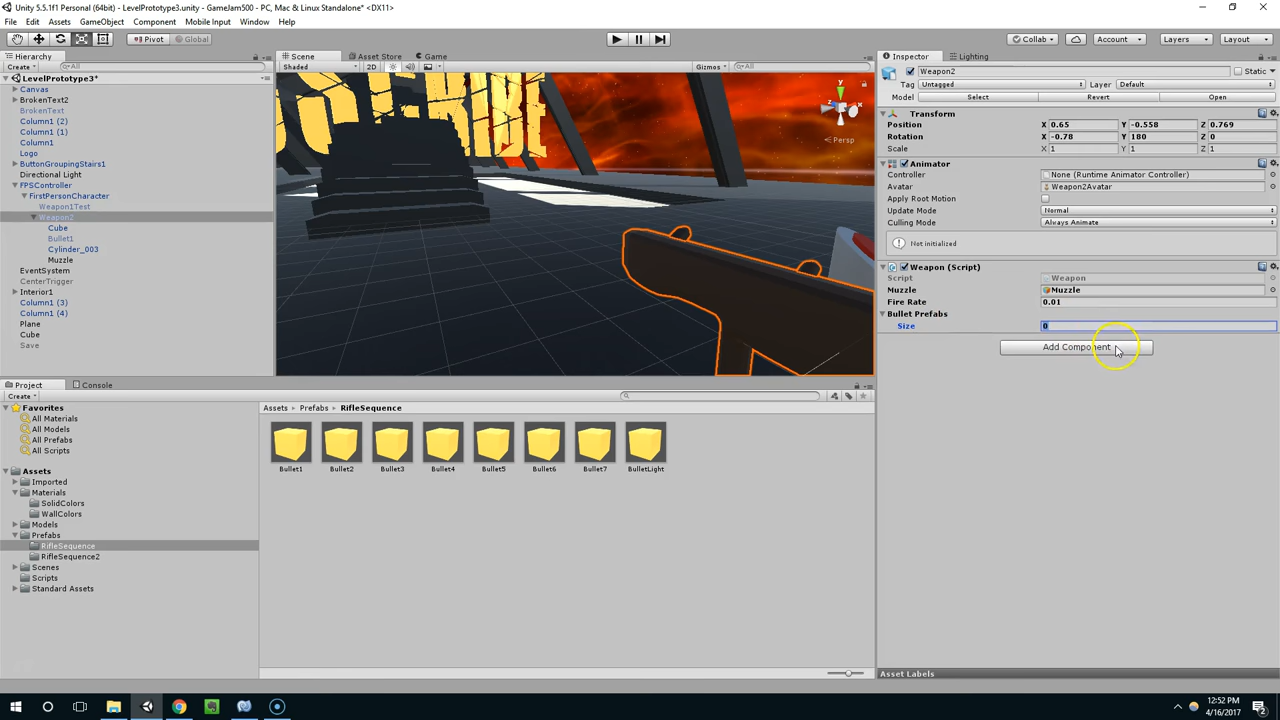 Unity 5.5.1f1 Personal (64bit) - LevelPrototype3.unity - GameJam500 - PC, Mac & Linux Standalone* <DX11>
File Edit Assets GameObject Component Mobile Input Window Help
Pivot Global Collab Account Layers Layout
Hierarchy
Create All
LevelPrototype3*
Canvas
BrokenText2
BrokenText
Column1 (2)
Column1 (1)
Column1
Logo
ButtonGroupingStairs1
Directional Light
FPSController
FirstPersonCharacter
Weapon1Test
Weapon2
Cube
Bullet1
Cylinder_003
Muzzle
EventSystem
CenterTrigger
Interior1
Column1 (3)
Column1 (4)
Plane
Cube
Save
Scene Asset Store Game
Shaded 2D Gizmos All
y
Persp
Inspector Lighting
Weapon2 Static
Tag Untagged Layer Default
Model Select Revert Open
Transform
Position X 0.65 Y -0.558 Z 0.769
Rotation X -0.78 Y 180 Z 0
Scale X 1 Y 1 Z 1
Animator
Controller None (Runtime Animator Controller)
Avatar Weapon2Avatar
Apply Root Motion
Update Mode Normal
Culling Mode Always Animate
Not initialized
Weapon (Script)
Script Weapon
Muzzle Muzzle
Fire Rate 0.01
Bullet Prefabs
Size 0
Add Component
Asset Labels
Project Console
Create
Favorites
All Materials
All Models
All Prefabs
All Scripts
Assets
Imported
Materials
SolidColors
WallColors
Models
Prefabs
RifleSequence
RifleSequence2
Scenes
Scripts
Standard Assets
Assets Prefabs RifleSequence
Bullet1 Bullet2 Bullet3 Bullet4 Bullet5 Bullet6 Bullet7 BulletLight
12:52 PM
4/16/2017
2